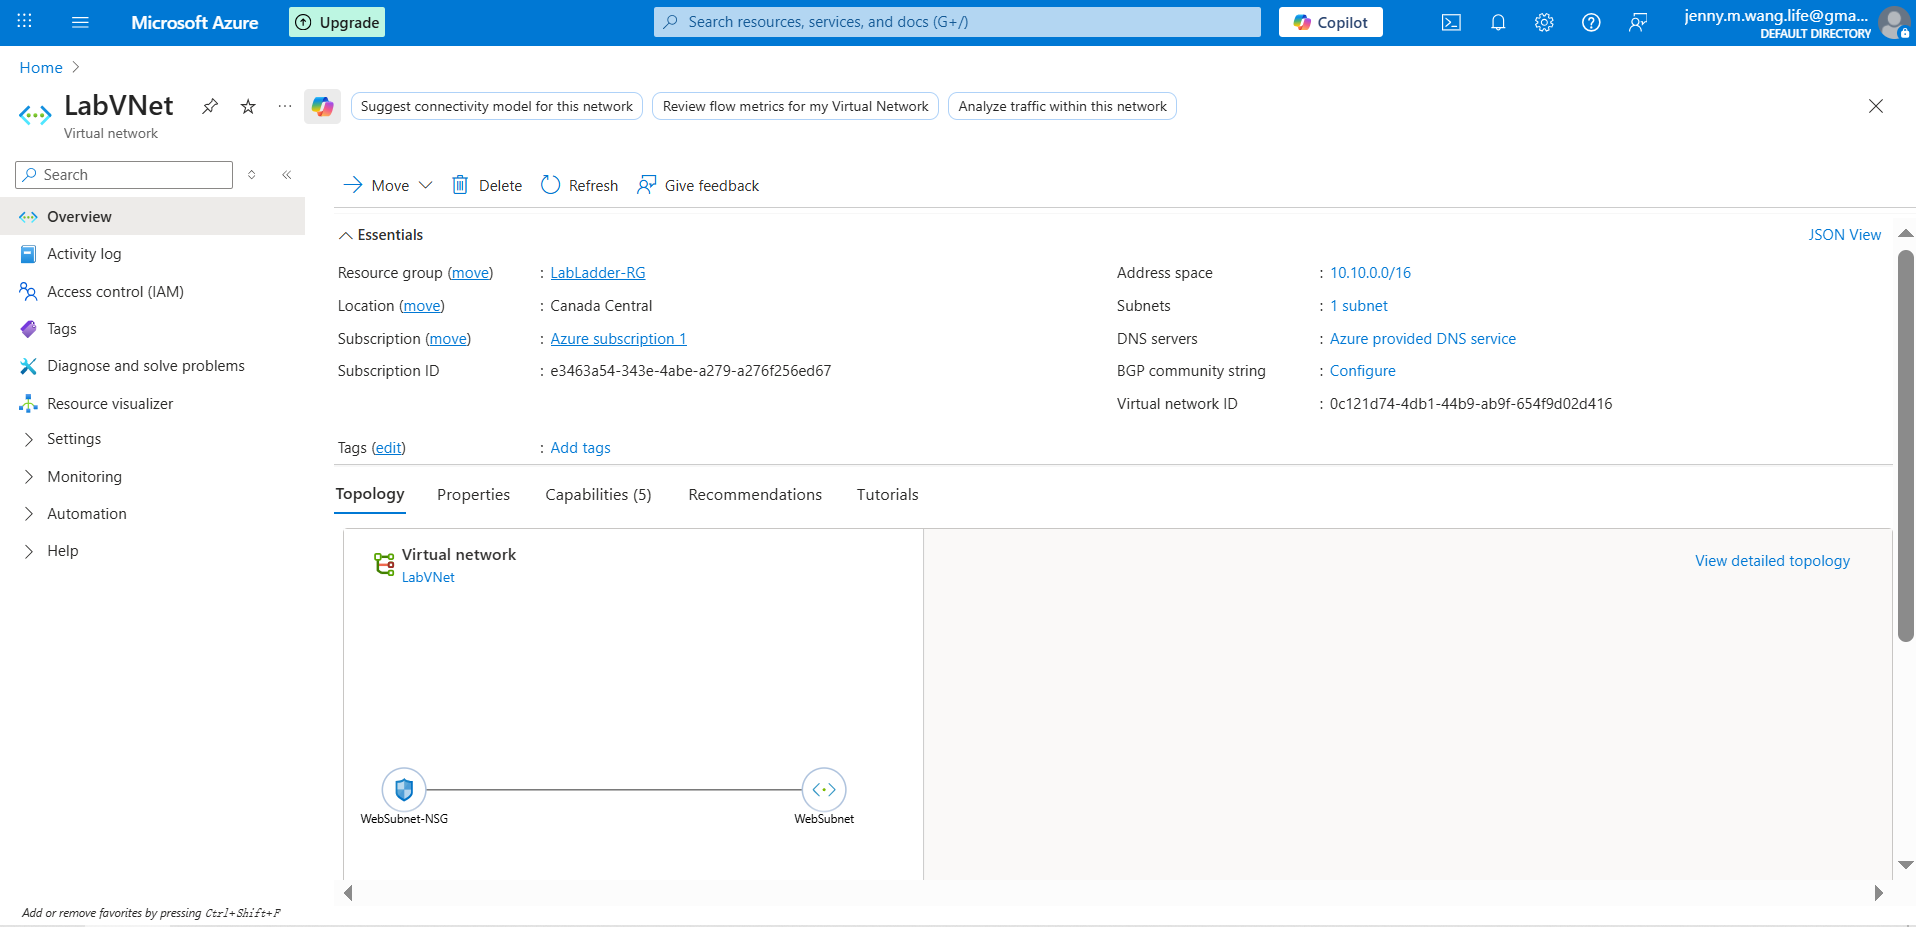 Microsoft Azure
Upgrade
Search resources, services, and docs (G+/)
Copilot
jenny.m.wang.life@gma...
DEFAULT DIRECTORY
Home
LabVNet
Virtual network
Suggest connectivity model for this network
Review flow metrics for my Virtual Network
Analyze traffic within this network
Search
Overview
Activity log
Access control (IAM)
Tags
Diagnose and solve problems
Resource visualizer
Settings
Monitoring
Automation
Help
Add or remove favorites by pressing Ctrl+Shift+F
Move
Delete
Refresh
Give feedback
Essentials
JSON View
Resource group (move) : LabLadder-RG
Location (move) : Canada Central
Subscription (move) : Azure subscription 1
Subscription ID : e3463a54-343e-4abe-a279-a276f256ed67
Address space : 10.10.0.0/16
Subnets : 1 subnet
DNS servers : Azure provided DNS service
BGP community string : Configure
Virtual network ID : 0c121d74-4db1-44b9-ab9f-654f9d02d416
Tags (edit) : Add tags
Topology
Properties
Capabilities (5)
Recommendations
Tutorials
Virtual network
LabVNet
View detailed topology
WebSubnet-NSG
WebSubnet